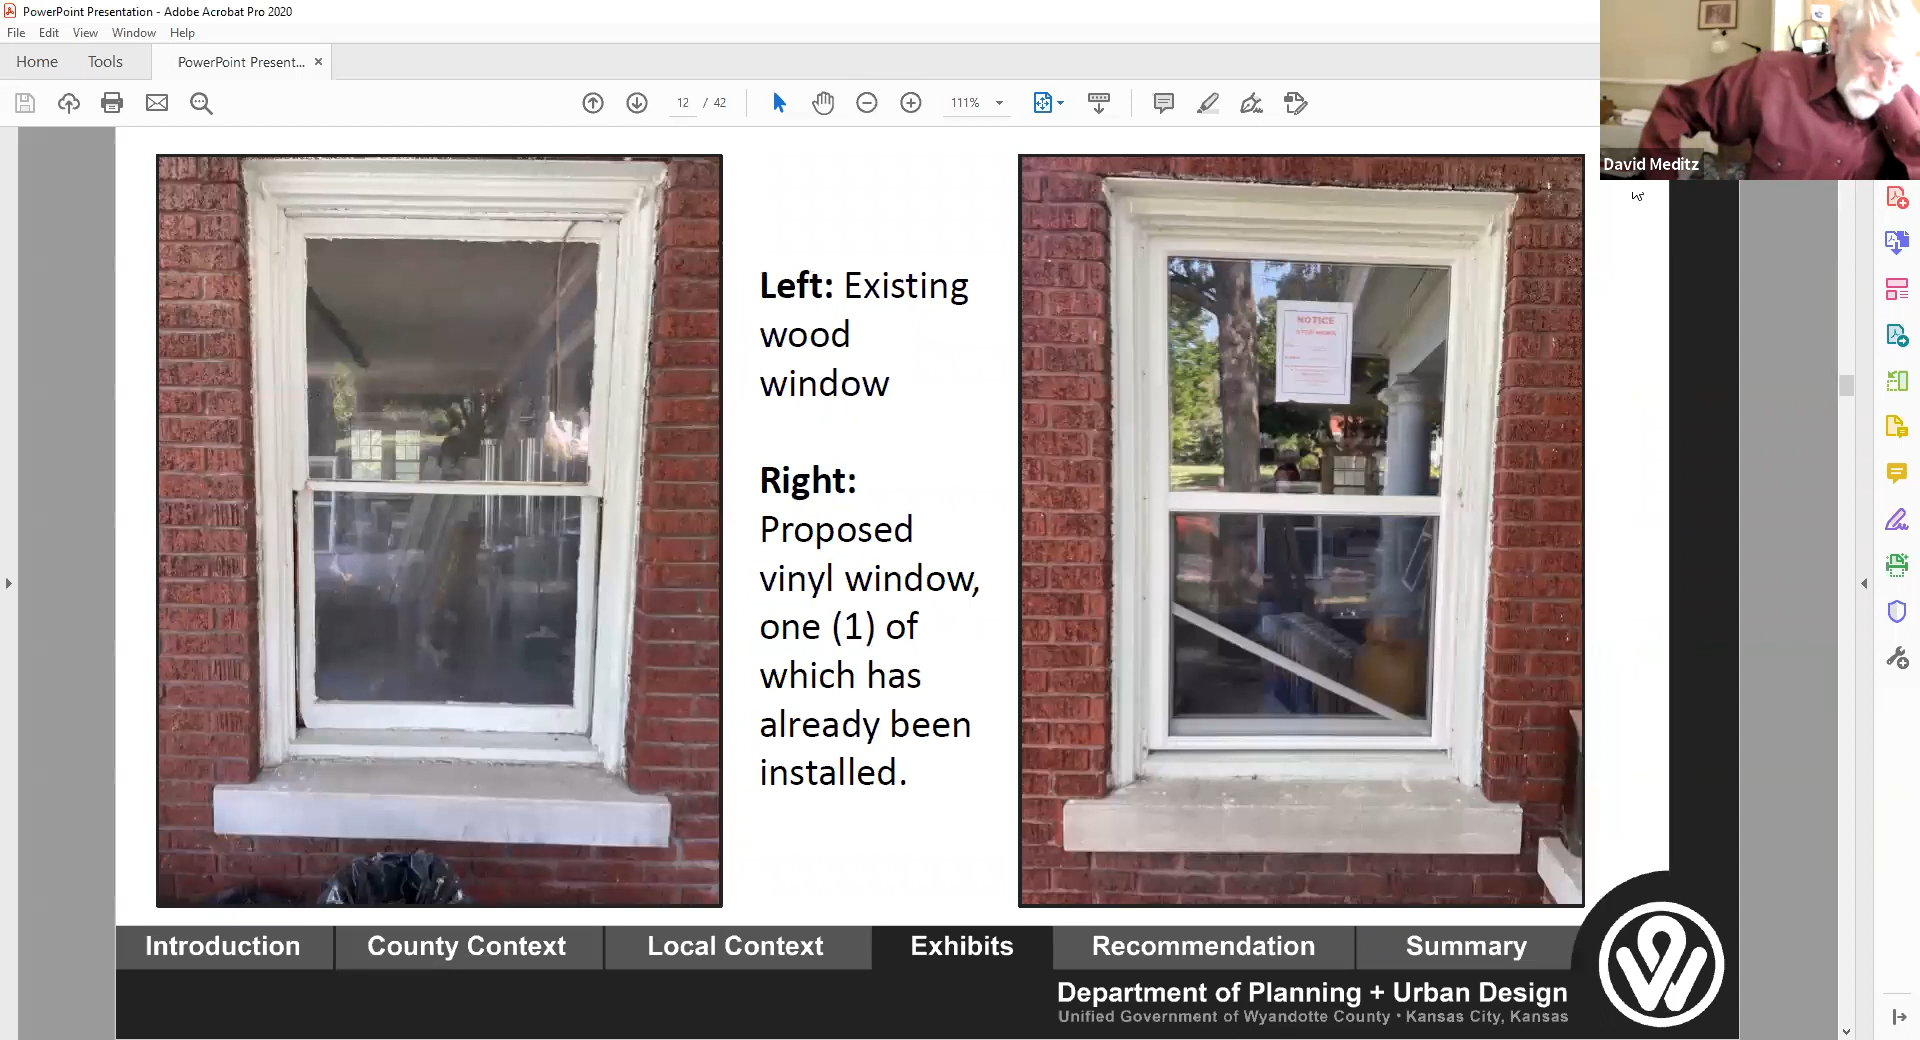 PowerPoint Presentation - Adobe Acrobat Pro 2020
File Edit View Window Help
Home Tools PowerPoint Present... ×
12 / 42 111%
David Meditz
NOTICE
Left: Existing
wood
window
Right:
Proposed
vinyl window,
one (1) of
which has
already been
installed.
Introduction County Context Local Context Exhibits Recommendation Summary
Department of Planning + Urban Design
Unified Government of Wyandotte County • Kansas City, Kansas